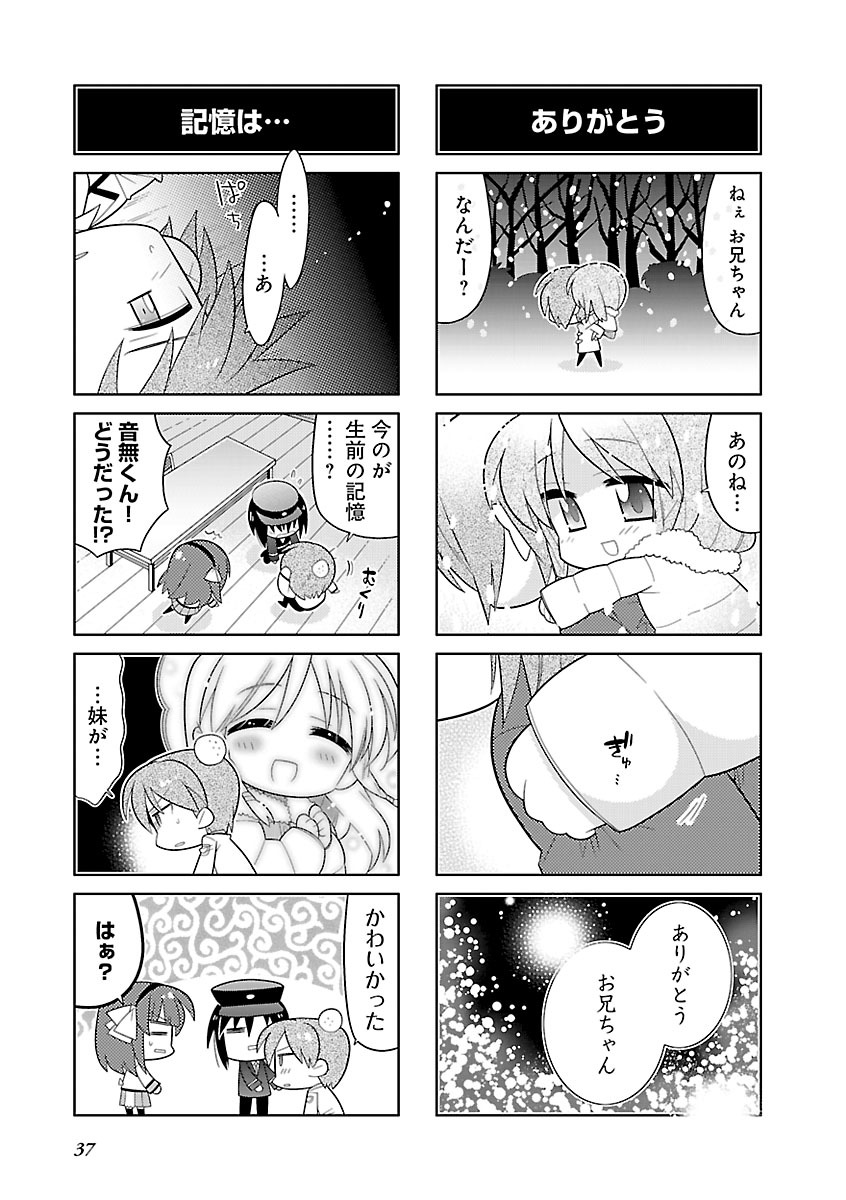 ありがとう
ねぇ お兄ちゃん
なんだー?
あのね…
ぎゅ…
ありがとう
お兄ちゃん
記憶は…
……
…あ
ぱち
今のが
生前の記憶
……?
むくり
音無くん!
どうだった!?
…妹が…
かわいかった
はぁ?
37